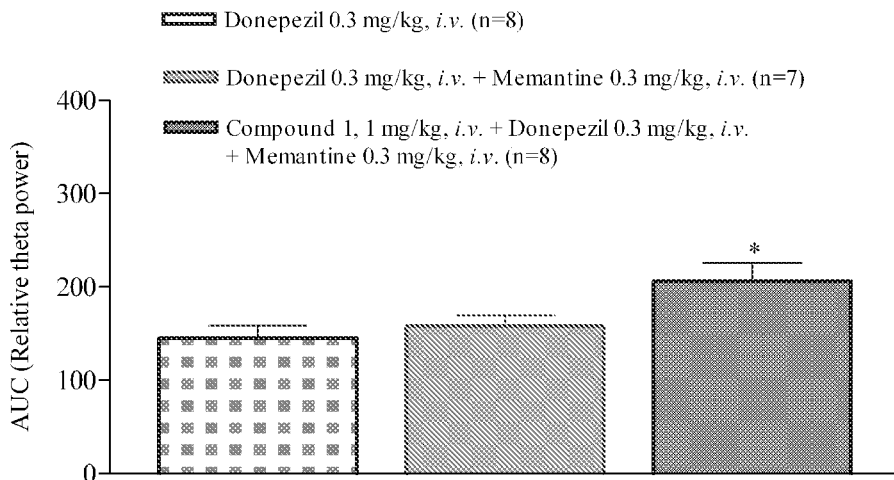 Donepezil 0.3 mg/kg, i.v. (n=8)
Donepezil 0.3 mg/kg, i.v. + Memantine 0.3 mg/kg, i.v. (n=7)
Compound 1, 1 mg/kg, i.v. + Donepezil 0.3 mg/kg, i.v.
+ Memantine 0.3 mg/kg, i.v. (n=8)
AUC (Relative theta power)
400
300
200
100
0
*